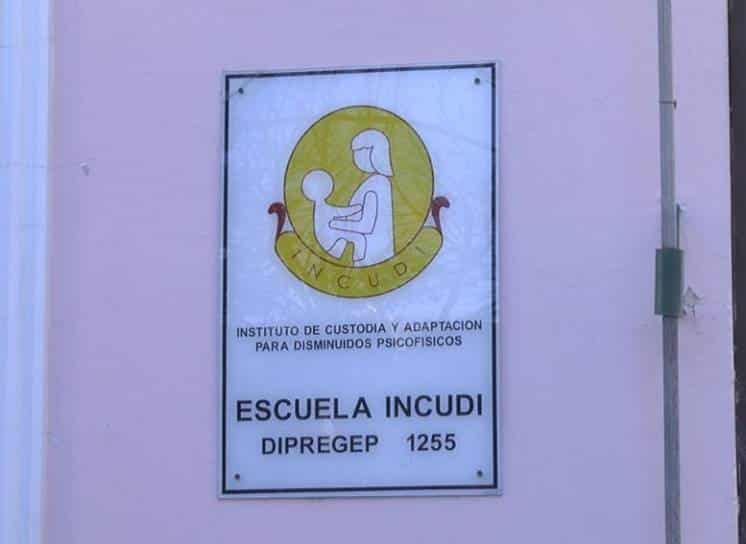 INCUDI
INSTITUTO DE CUSTODIA Y ADAPTACION
PARA DISMINUIDOS PSICOFISICOS
ESCUELA INCUDI
DIPREGEP 1255